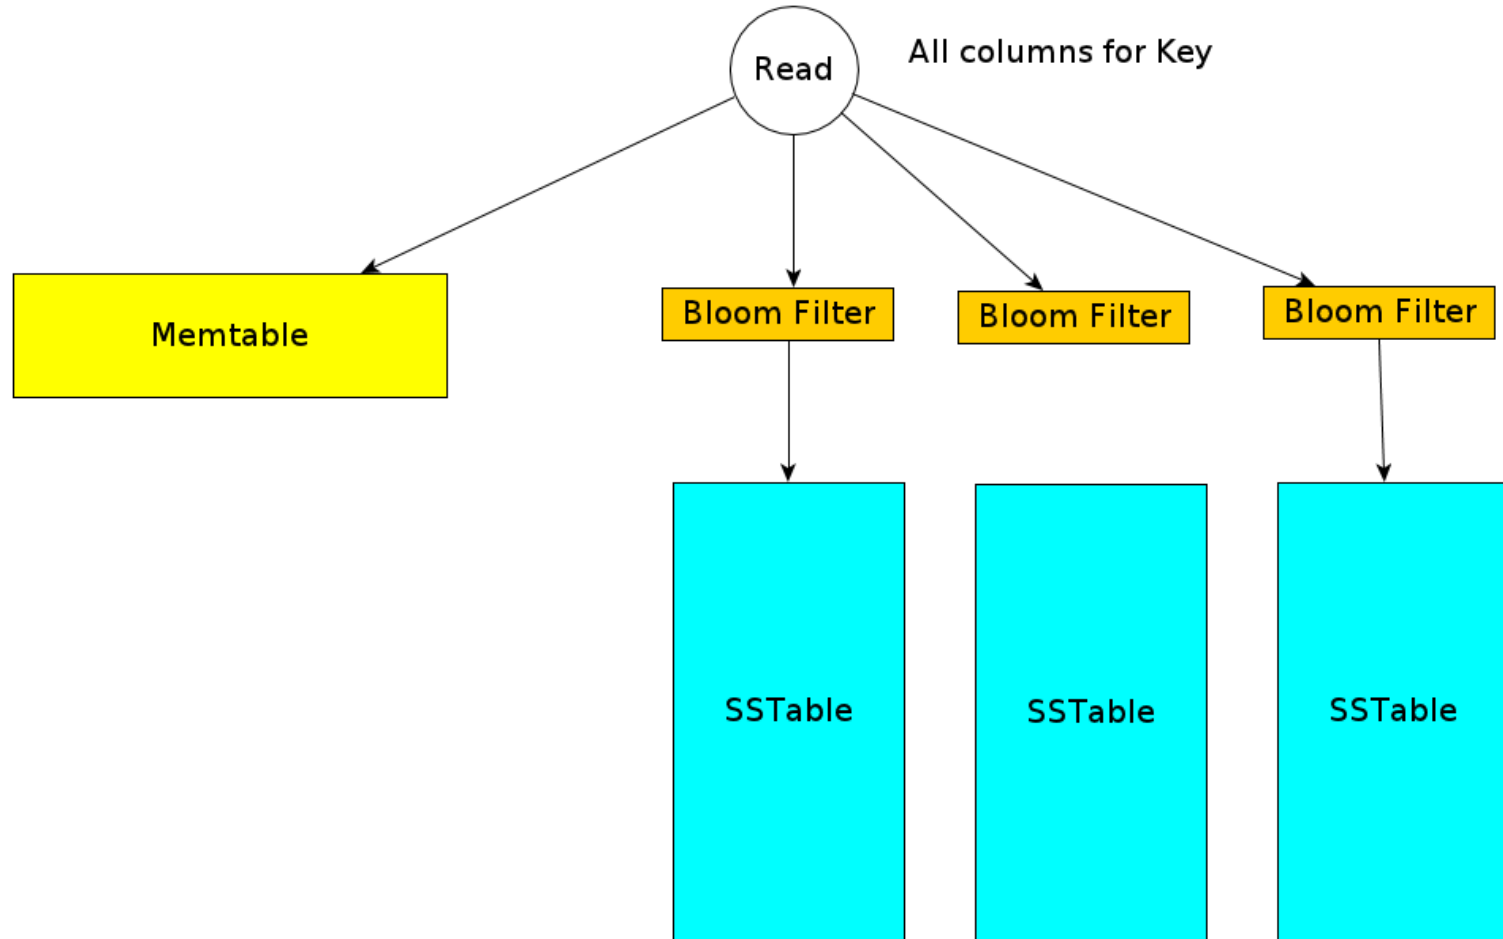 Read
All columns for Key
Memtable
Bloom Filter
Bloom Filter
Bloom Filter
SSTable
SSTable
SSTable